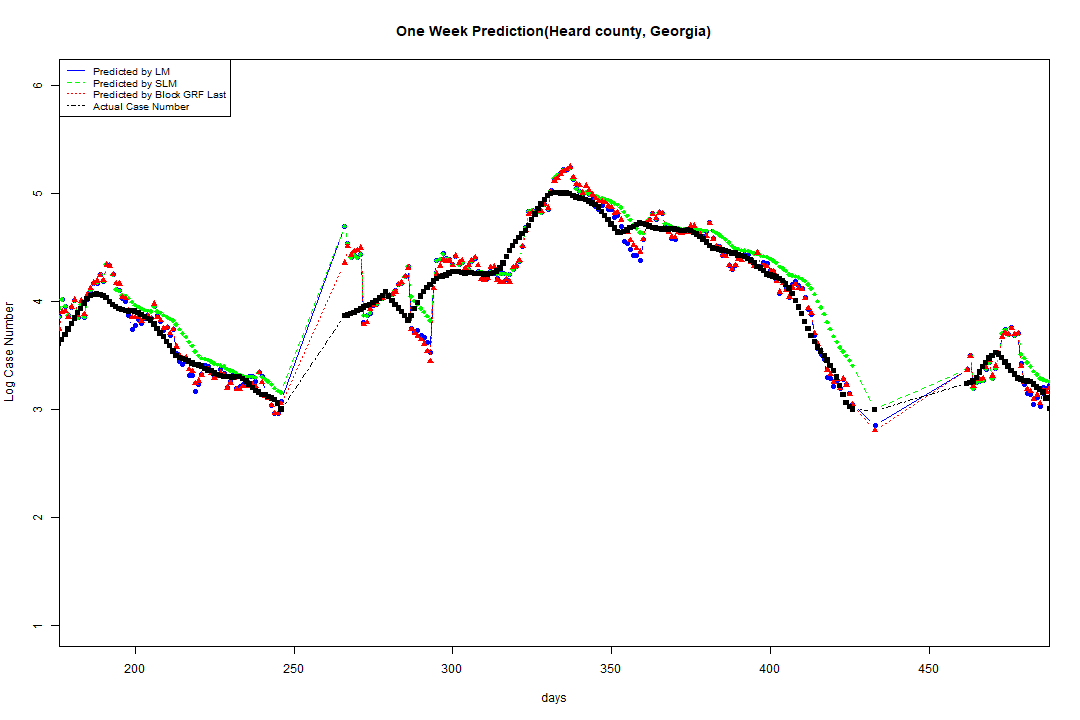 One Week Prediction(Heard county, Georgia)
Predicted by LM
Predicted by SLM
Predicted by Block GRF Last
Actual Case Number
6
5
4
3
2
1
Log Case Number
200 250 300 350 400 450
days